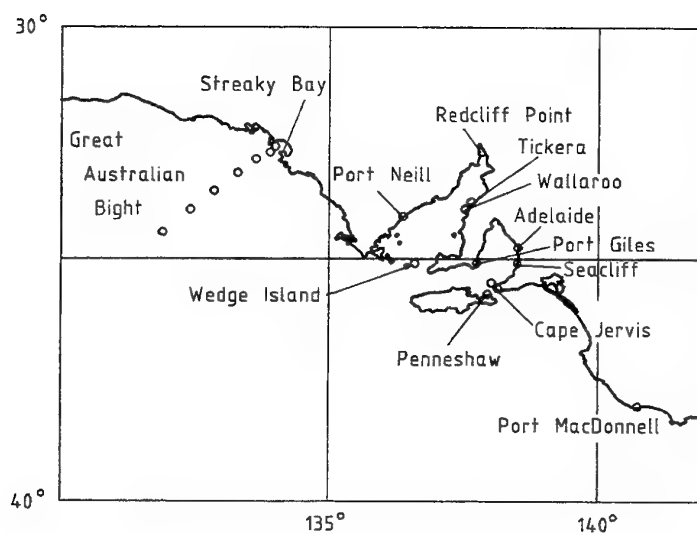 30°
Streaky Bay
Redcliff Point
Great
Tickera
Port Neill
Australian
Wallaroo
Bight
Adelaide
Port Giles
Seacliff
Wedge Island
Cape Jervis
Penneshaw
Port MacDonnell
40°
135°
140°